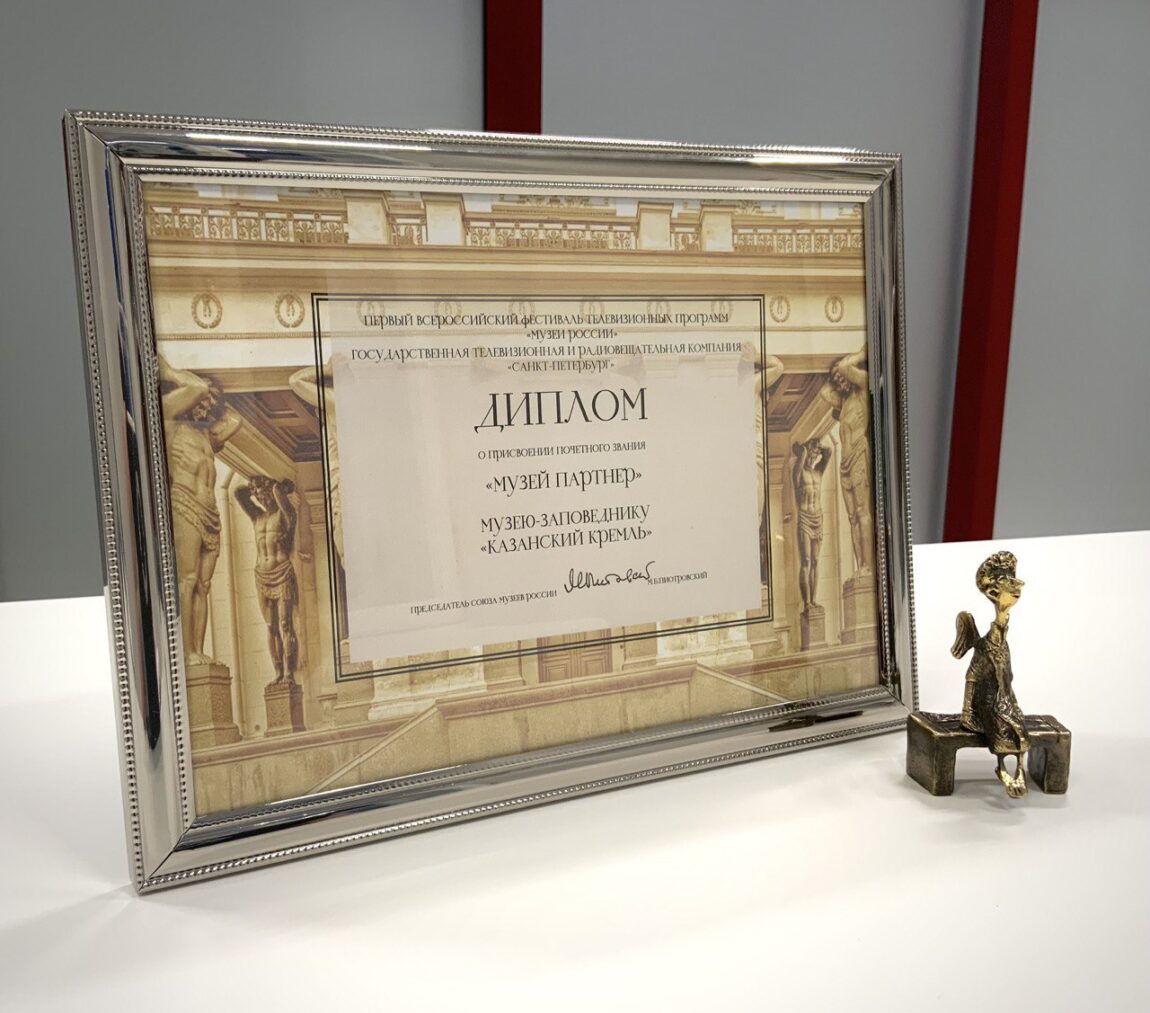 ПЕРВЫЙ ВСЕРОССИЙСКИЙ ФЕСТИВАЛЬ ТЕЛЕВИЗИОННЫХ ПРОГРАММ
«МУЗЕИ РОССИИ»
ГОСУДАРСТВЕННАЯ ТЕЛЕВИЗИОННАЯ И РАДИОВЕЩАТЕЛЬНАЯ КОМПАНИЯ
«САНКТ-ПЕТЕРБУРГ»
ДИПЛОМ
О ПРИСВОЕНИИ ПОЧЕТНОГО ЗВАНИЯ
«МУЗЕЙ ПАРТНЕР»
МУЗЕЮ-ЗАПОВЕДНИКУ
«КАЗАНСКИЙ КРЕМЛЬ»
ПРЕДСЕДАТЕЛЬ СОЮЗА МУЗЕЕВ РОССИИ М.Б.ПИОТРОВСКИЙ